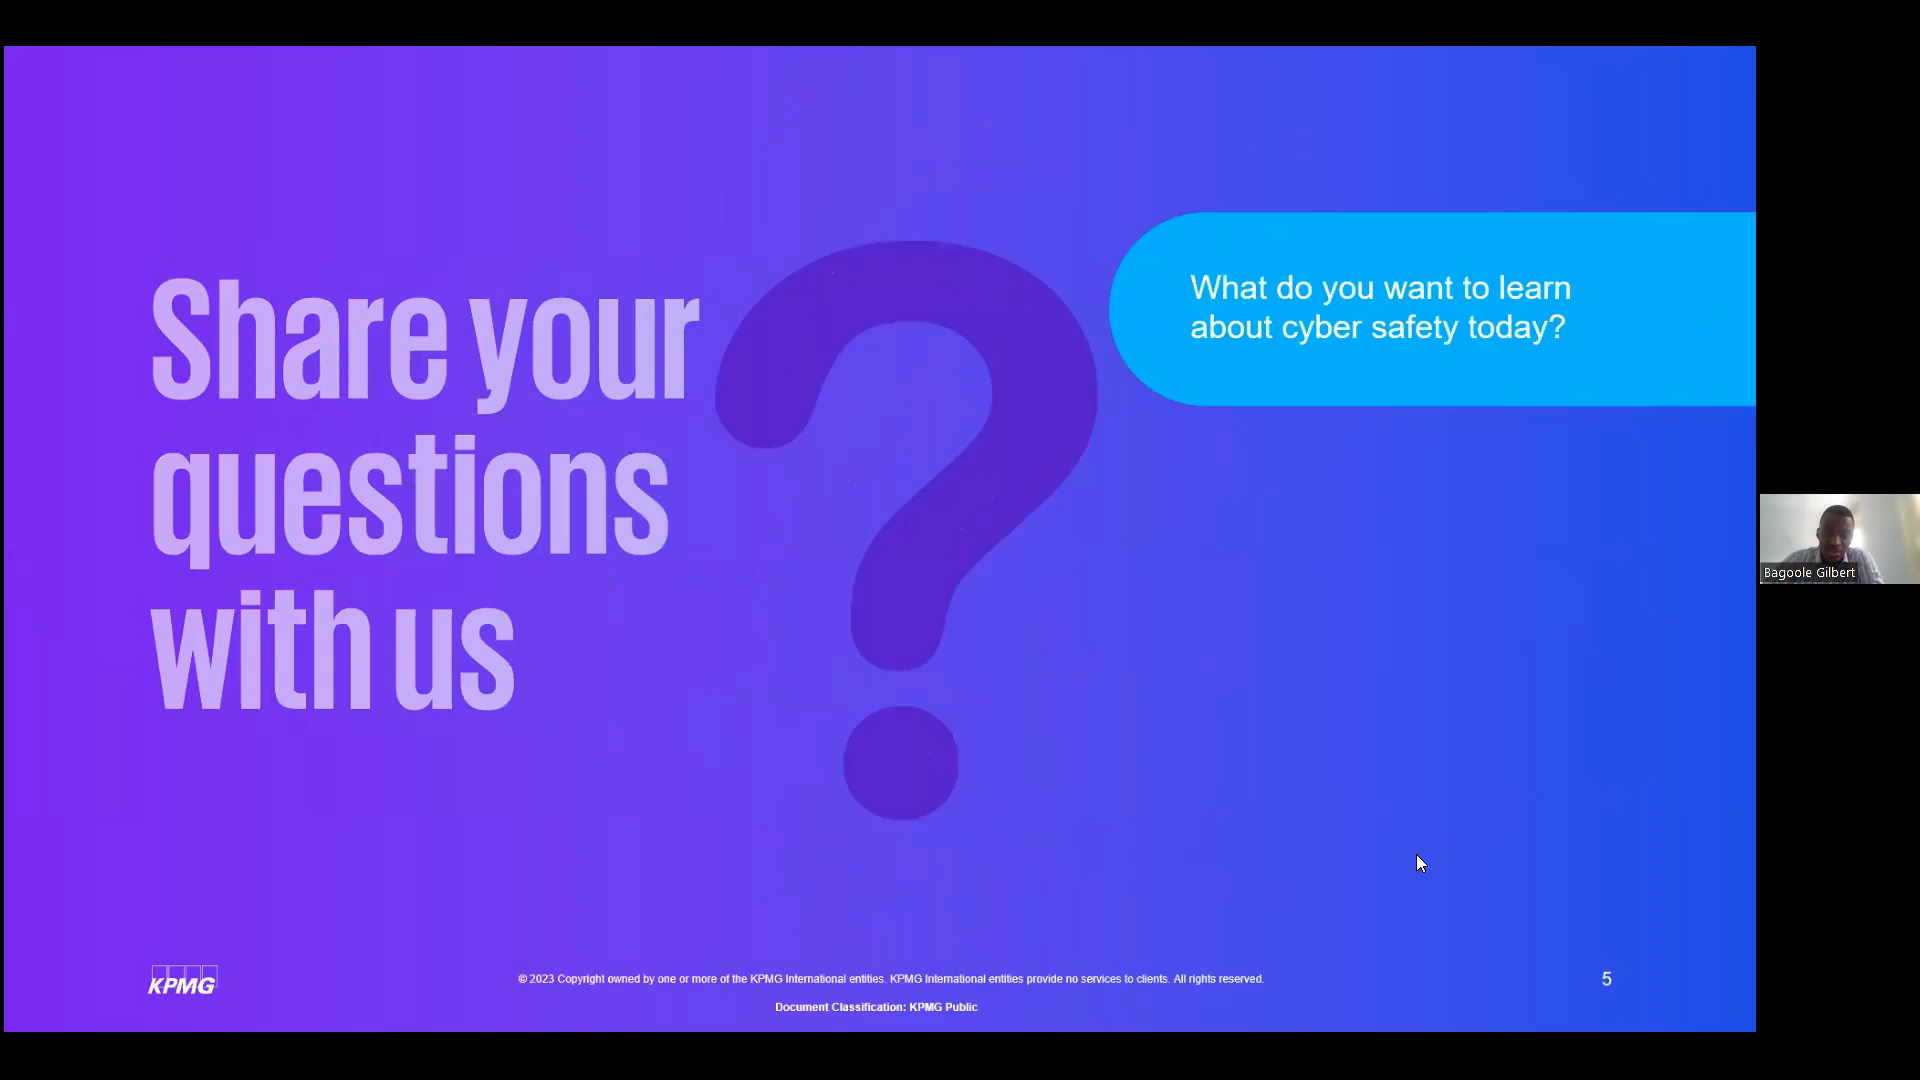 Share your
questions
with us
What do you want to learn
about cyber safety today?
Bagoole Gilbert
KPMG
© 2023 Copyright owned by one or more of the KPMG International entities. KPMG International entities provide no services to clients. All rights reserved.
5
Document Classification: KPMG Public